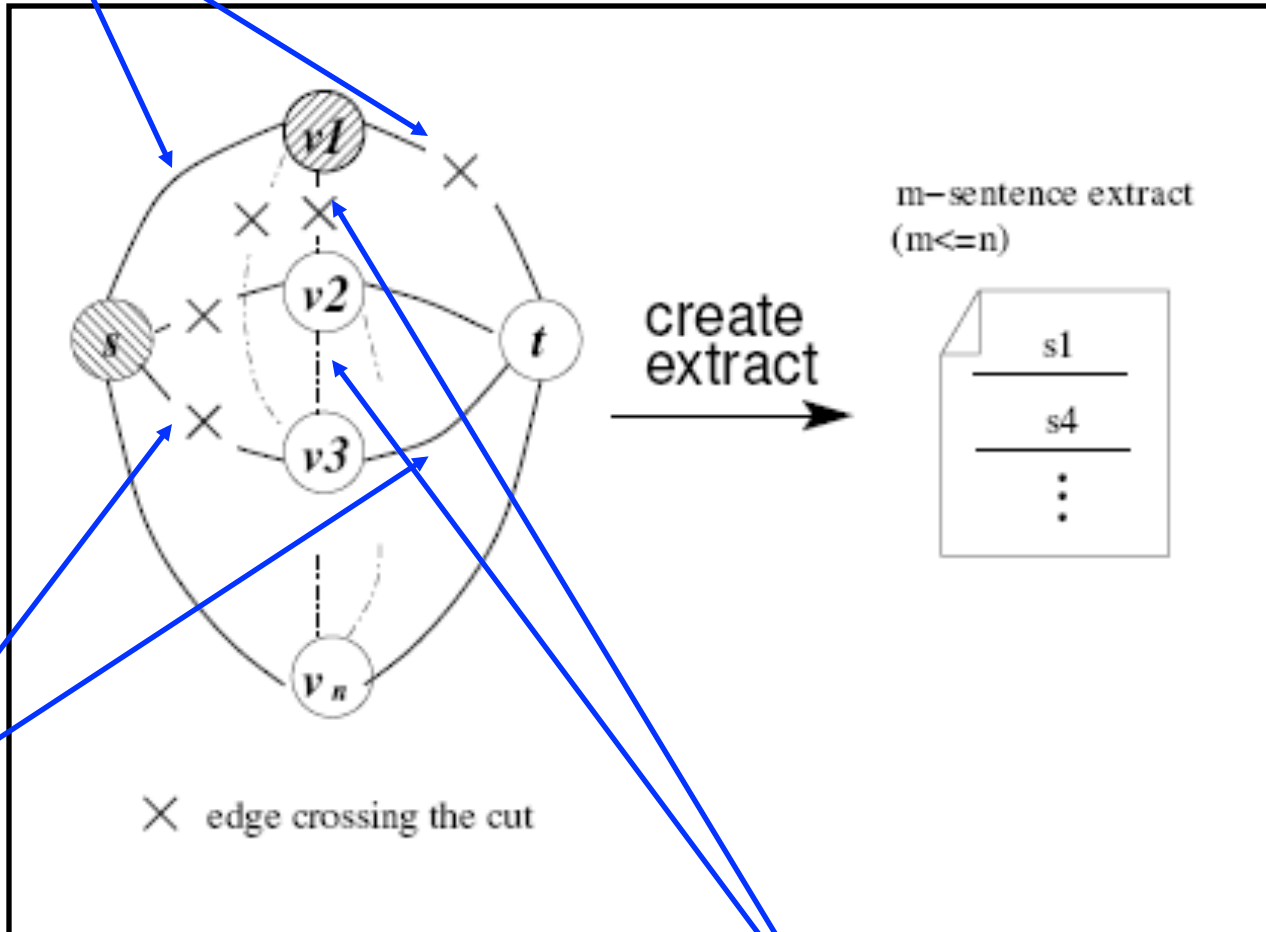 v1
v2
s
t
v3
v n
× edge crossing the cut
create
extract
m−sentence extract
(m<=n)
s1
s4